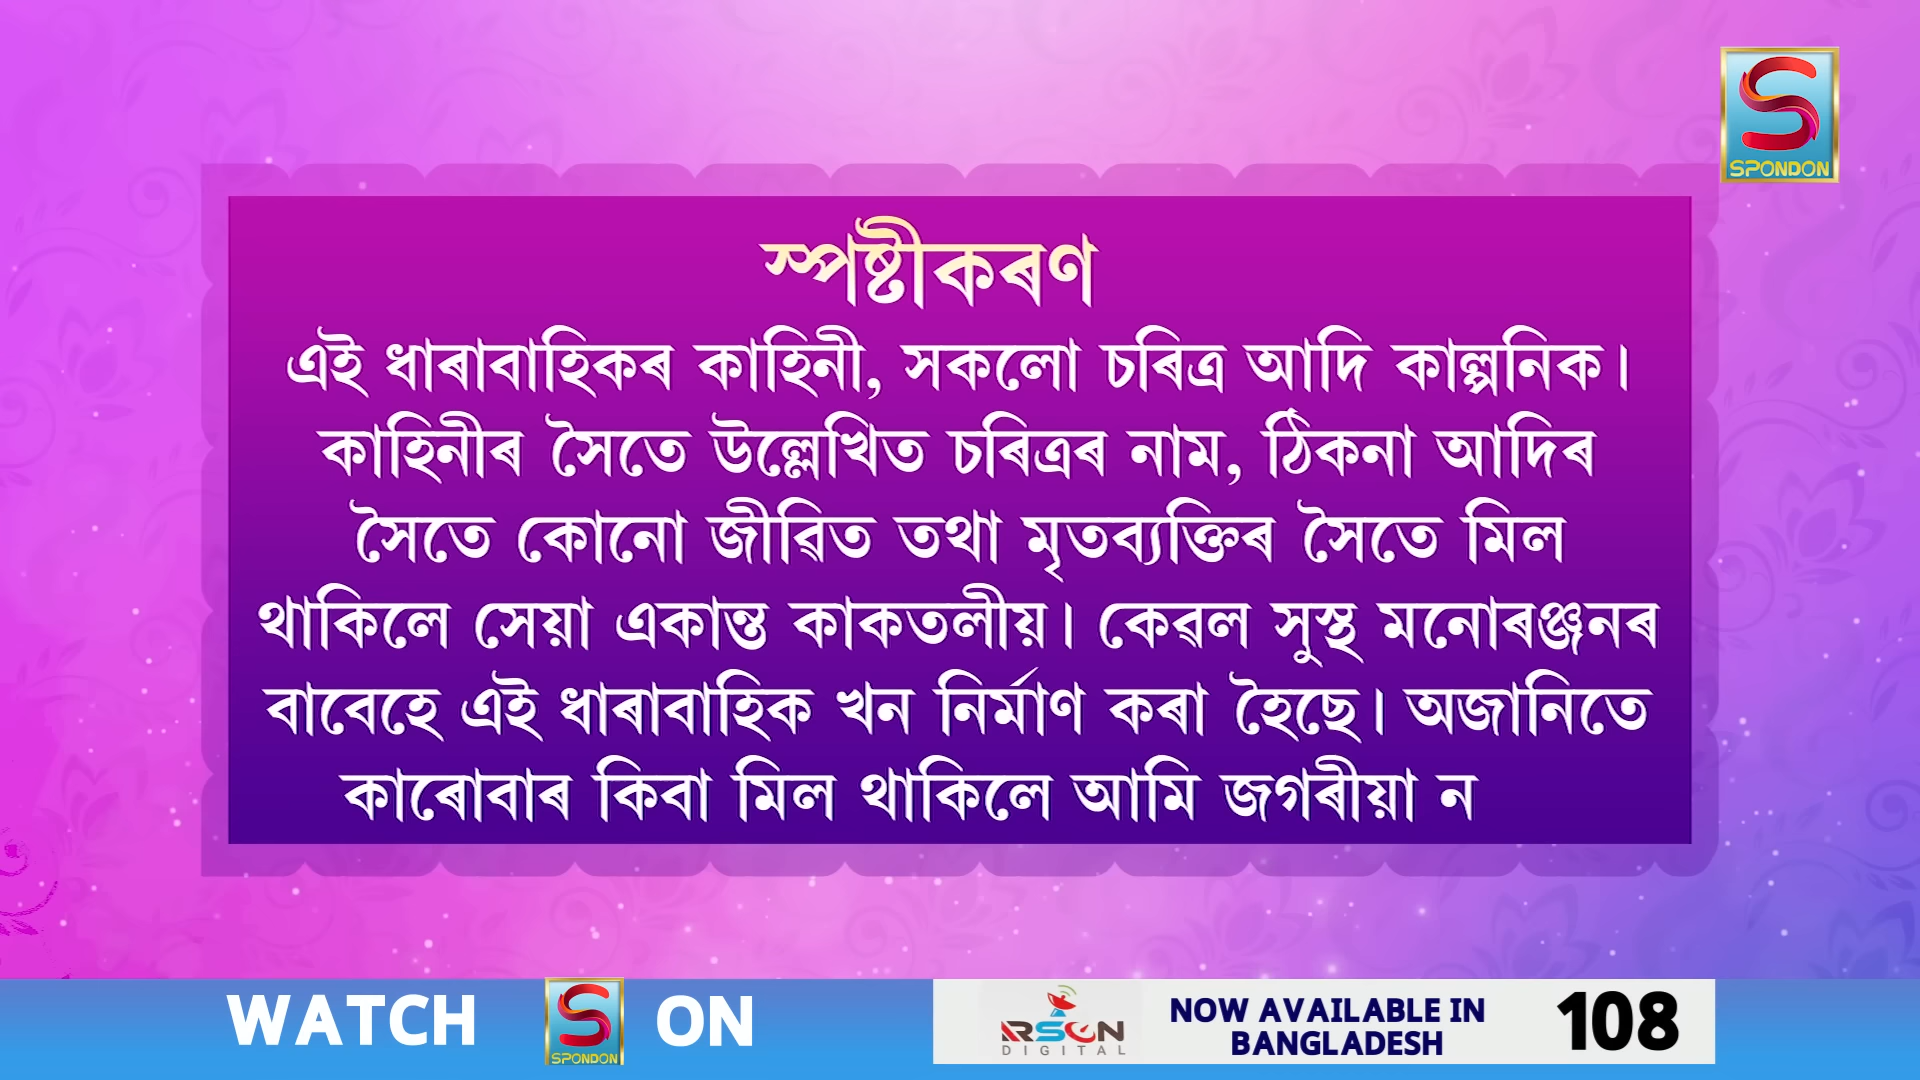 SPONDON
স্পষ্টীকৰণ
এই ধাৰাবাহিকৰ কাহিনী, সকলো চৰিত্ৰ আদি কাল্পনিক।
কাহিনীৰ সৈতে উল্লেখিত চৰিত্ৰৰ নাম, ঠিকনা আদিৰ
সৈতে কোনো জীৱিত তথা মৃতব্যক্তিৰ সৈতে মিল
থাকিলে সেয়া একান্ত কাকতলীয়। কেৱল সুস্থ মনোৰঞ্জনৰ
বাবেহে এই ধাৰাবাহিক খন নিৰ্মাণ কৰা হৈছে। অজানিতে
কাৰোবাৰ কিবা মিল থাকিলে আমি জগৰীয়া ন
WATCH SPONDON ON
RSON DIGITAL
NOW AVAILABLE IN
BANGLADESH
108